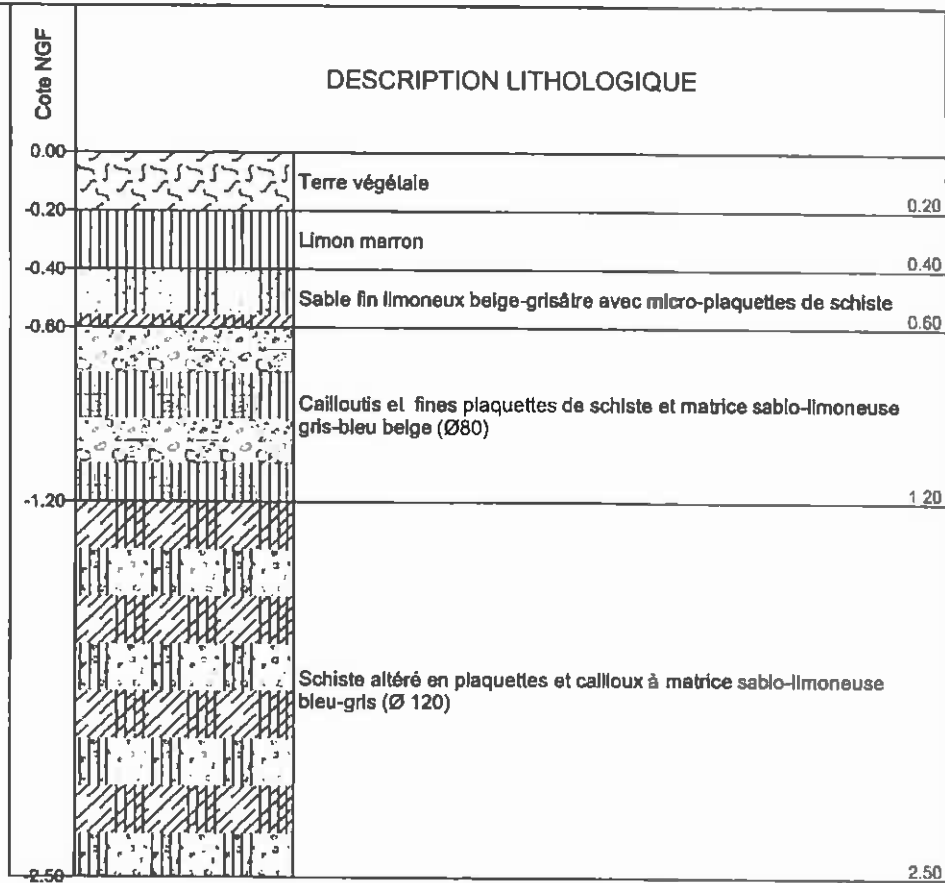 Cote NGF
DESCRIPTION LITHOLOGIQUE
0.00
Terre végétale
-0.20
0.20
Limon marron
-0.40
0.40
Sable fin limoneux beige-grisâtre avec micro-plaquettes de schiste
-0.60
0.60
Cailloutis et fines plaquettes de schiste et matrice sablo-limoneuse
gris-bleu beige (Ø80)
-1.20
1.20
Schiste altéré en plaquettes et cailloux à matrice sablo-limoneuse
bleu-gris (Ø 120)
-2.50
2.50